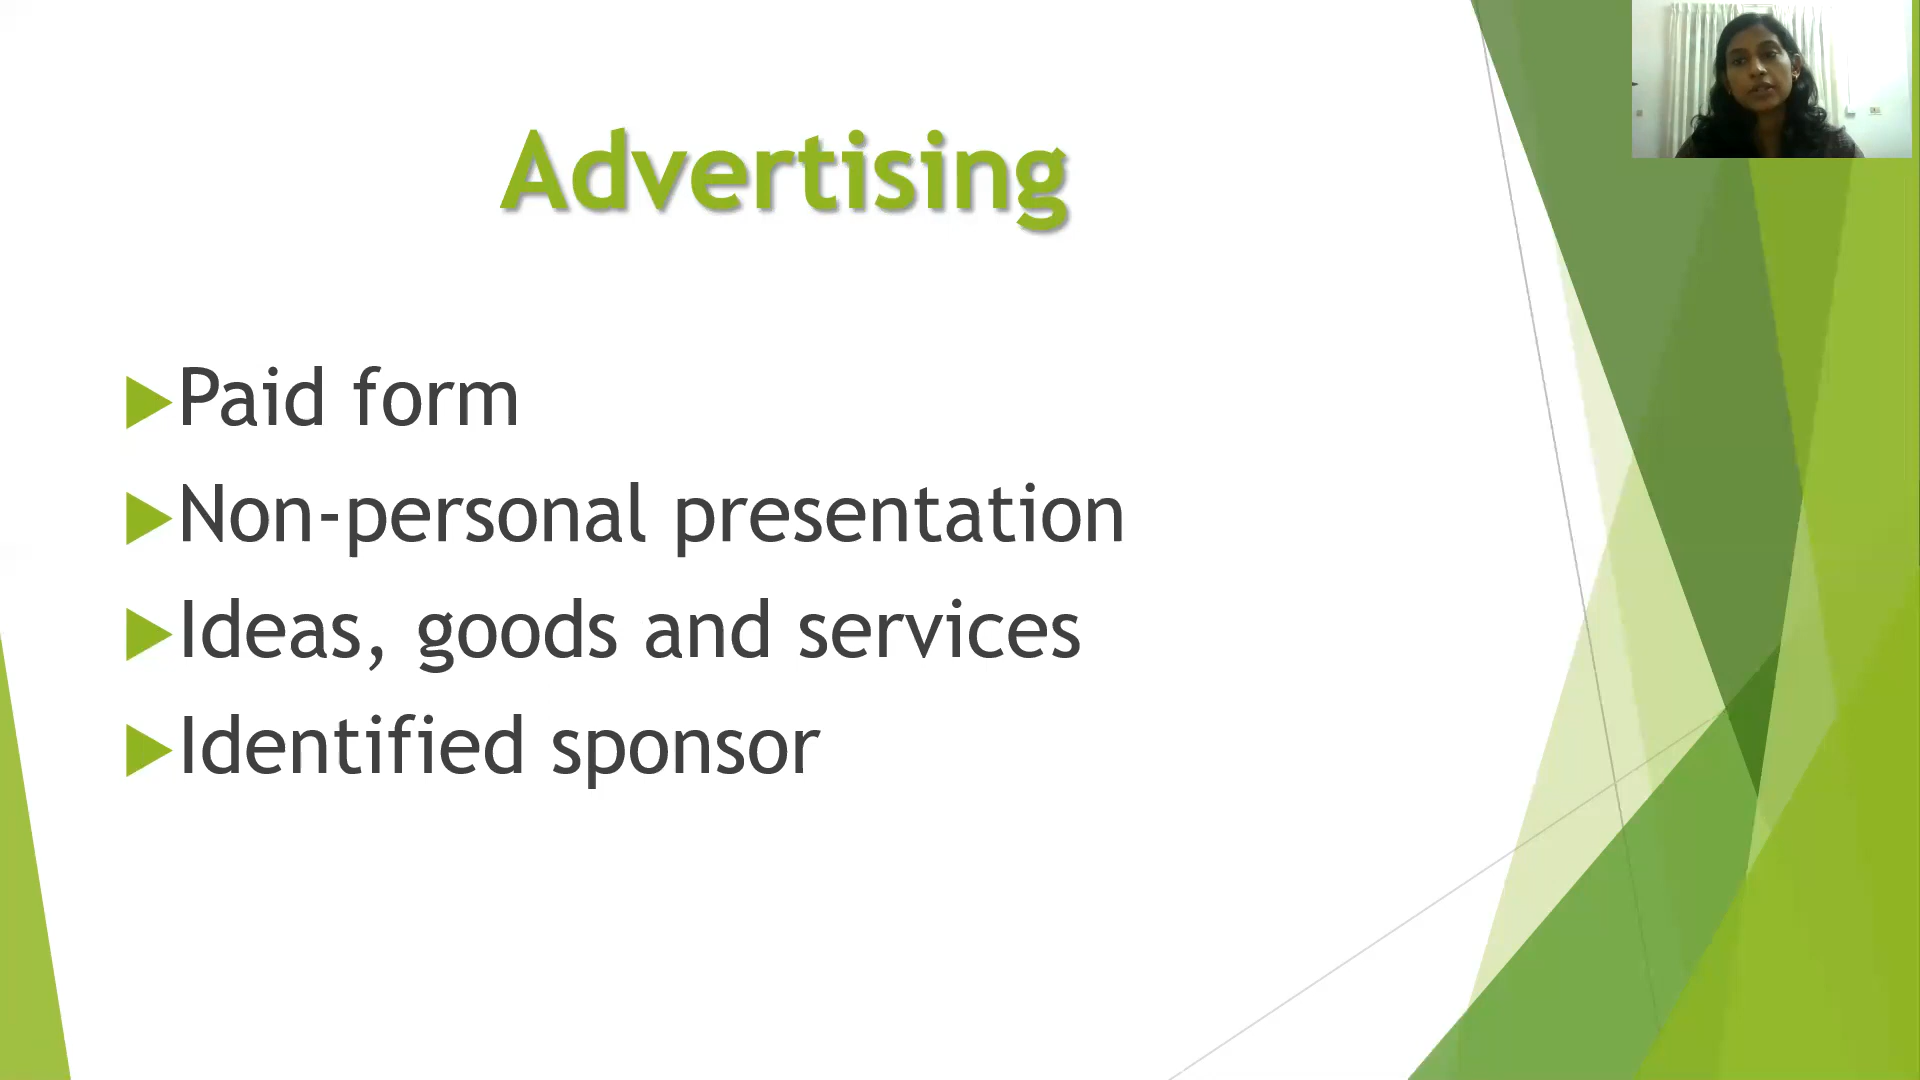 Advertising
Paid form
Non-personal presentation
Ideas, goods and services
Identified sponsor